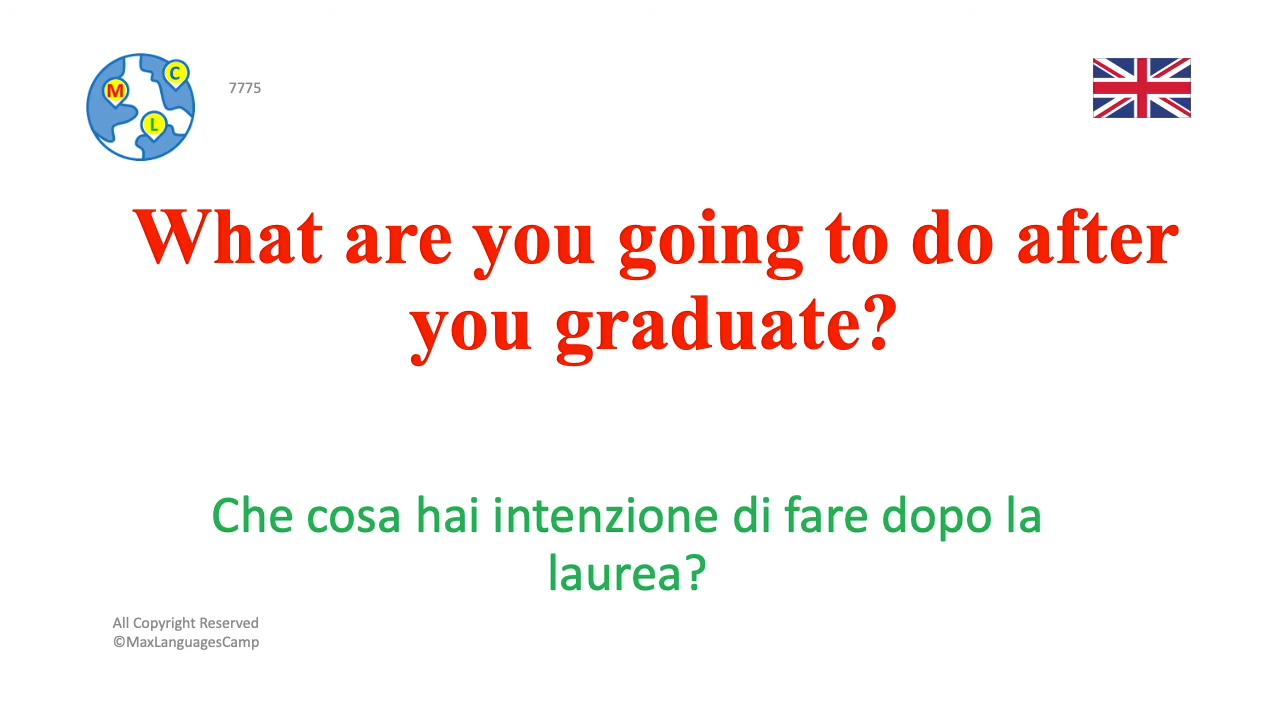 M
C
L
7775
What are you going to do after
you graduate?
Che cosa hai intenzione di fare dopo la
laurea?
All Copyright Reserved
©MaxLanguagesCamp